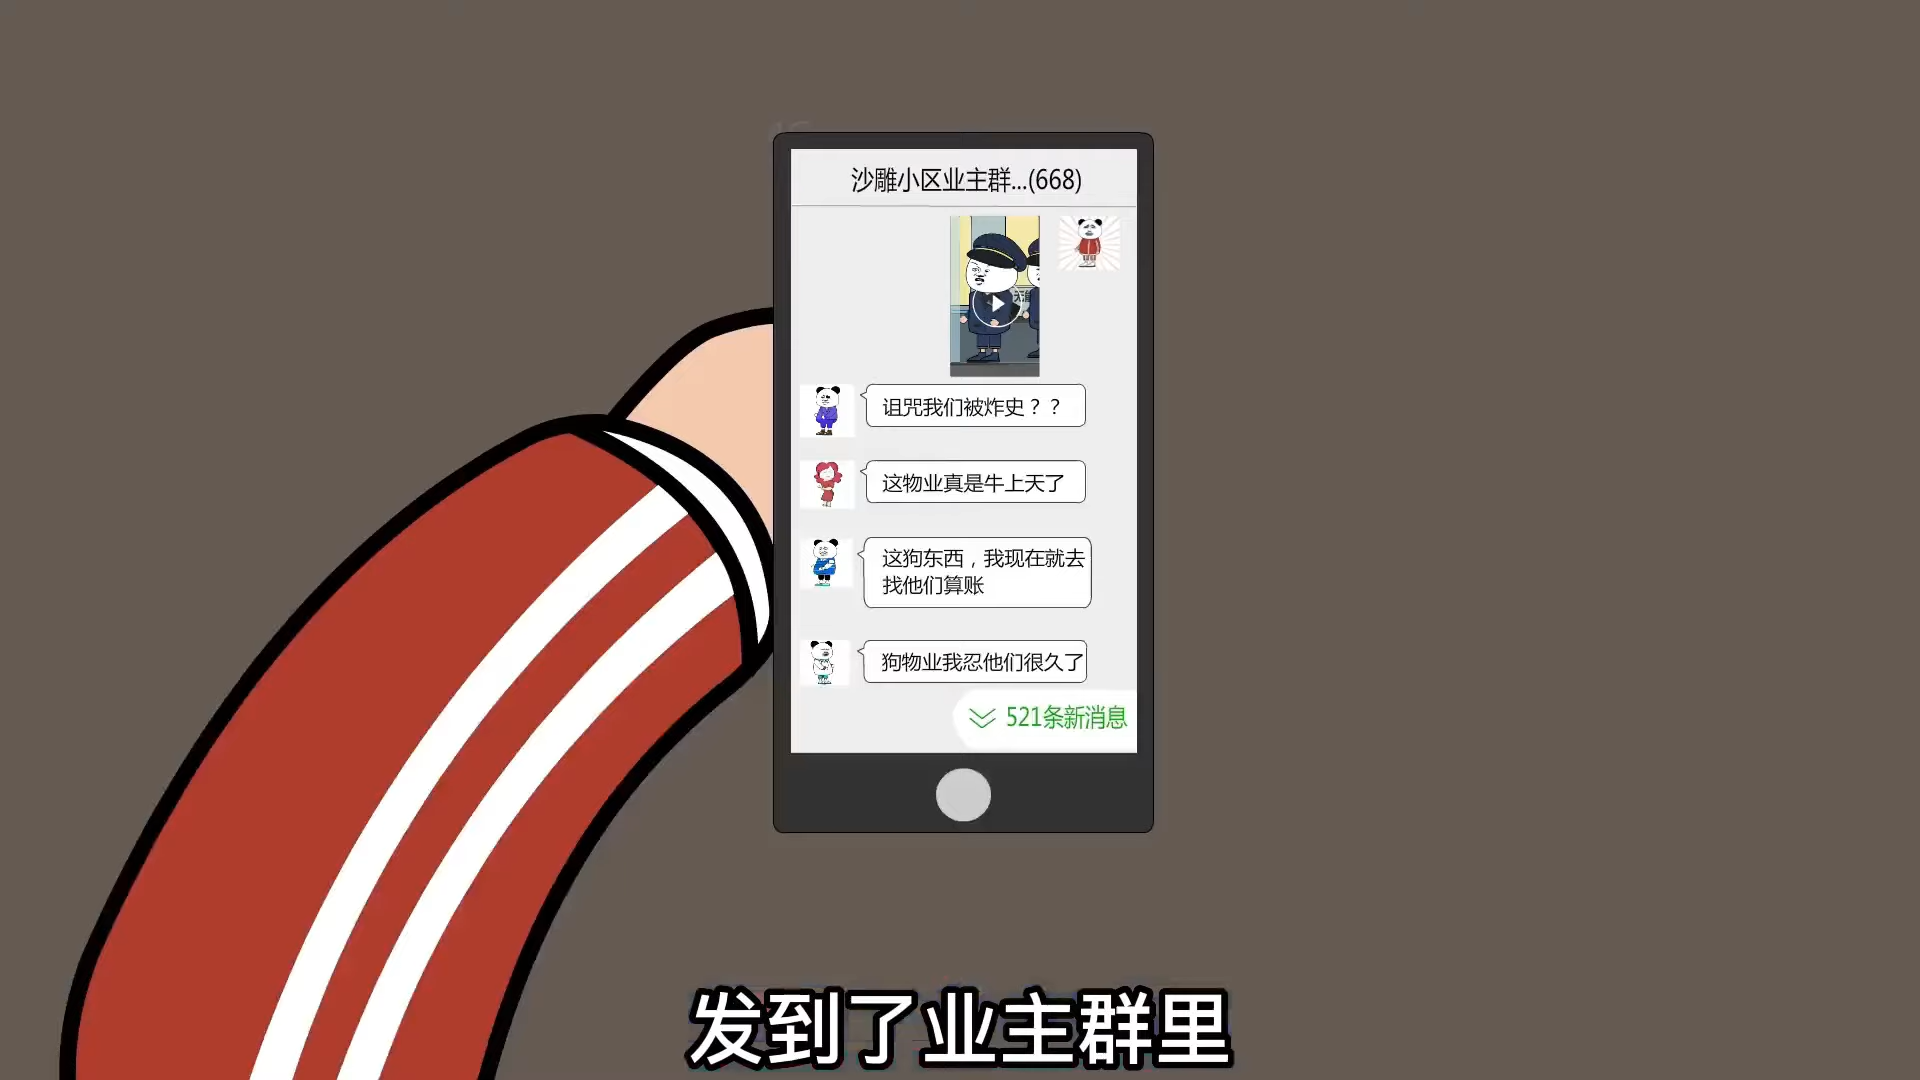 沙雕小区业主群...(668)
诅咒我们被炸史？？
这物业真是牛上天了
这狗东西，我现在就去
找他们算账
狗物业我忍他们很久了
521条新消息
发到了业主群里